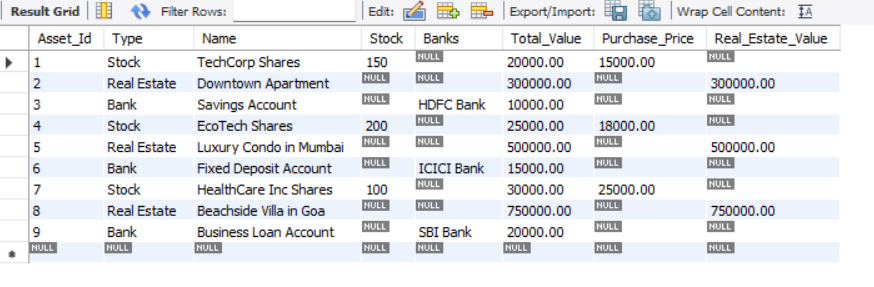 Result Grid Filter Rows: Edit: Export/Import: Wrap Cell Content: IA
Asset_Id Type Name Stock Banks Total_Value Purchase_Price Real_Estate_Value
1 Stock TechCorp Shares 150 NULL 20000.00 15000.00 NULL
2 Real Estate Downtown Apartment NULL NULL 300000.00 NULL 300000.00
3 Bank Savings Account NULL HDFC Bank 10000.00 NULL NULL
4 Stock EcoTech Shares 200 NULL 25000.00 18000.00 NULL
5 Real Estate Luxury Condo in Mumbai NULL NULL 500000.00 NULL 500000.00
6 Bank Fixed Deposit Account NULL ICICI Bank 15000.00 NULL NULL
7 Stock HealthCare Inc Shares 100 NULL 30000.00 25000.00 NULL
8 Real Estate Beachside Villa in Goa NULL NULL 750000.00 NULL 750000.00
9 Bank Business Loan Account NULL SBI Bank 20000.00 NULL NULL
NULL NULL NULL NULL NULL NULL NULL NULL